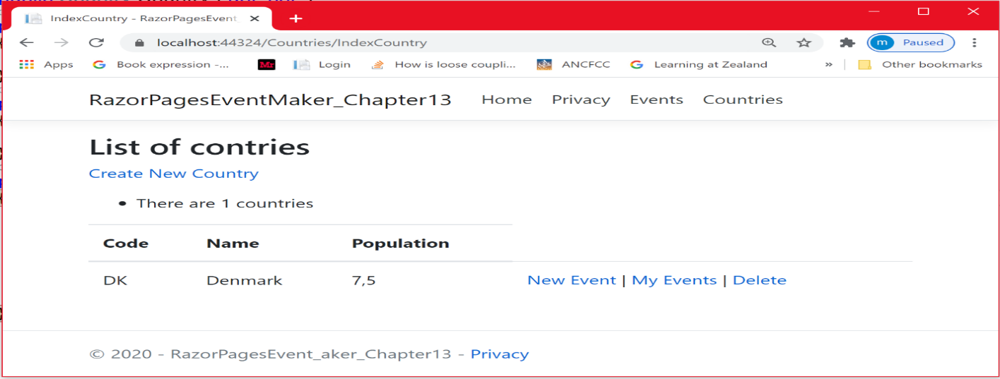 IndexCountry - RazorPagesEvent
localhost:44324/Countries/IndexCountry
m Paused
Apps Book expression -... Mr Login How is loose coupli... ANCFCC Learning at Zealand » Other bookmarks
RazorPagesEventMaker_Chapter13 Home Privacy Events Countries
List of contries
Create New Country
• There are 1 countries
Code Name Population
DK Denmark 7,5 New Event | My Events | Delete
© 2020 - RazorPagesEvent_aker_Chapter13 - Privacy